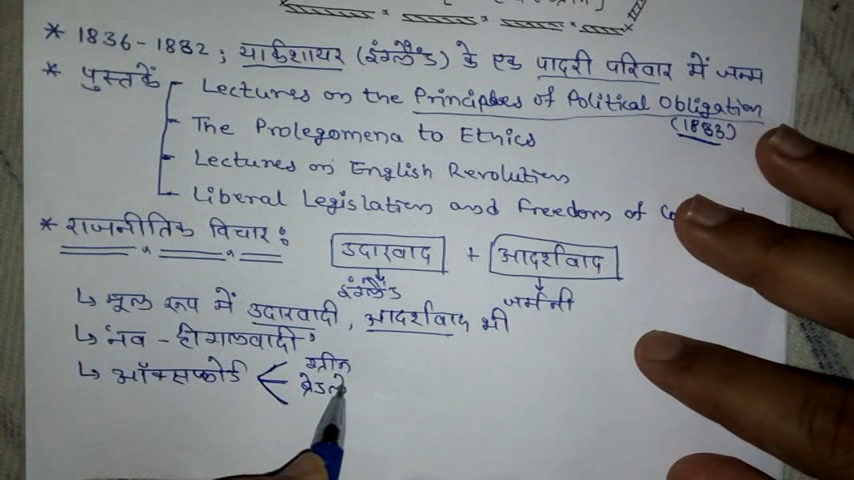 * 1836-1882; यार्कशायर (इंग्लैंड) के एक पादरी परिवार में जन्म
* पुस्तकें Lectures on the Principles of Political Obligation (1883)
- The Prolegomena to Ethics
- Lectures on English Revolution
Liberal Legislation and Freedom of
* राजनीतिक विचार: उदारवाद + आदर्शवाद
इंग्लैंड जर्मनी
↳ मूल रूप में उदारवादी, आदर्शवाद भी
↳ 'नव-हीगलवादी'
↳ ऑक्सफोर्ड ग्रीन
ब्रेडले